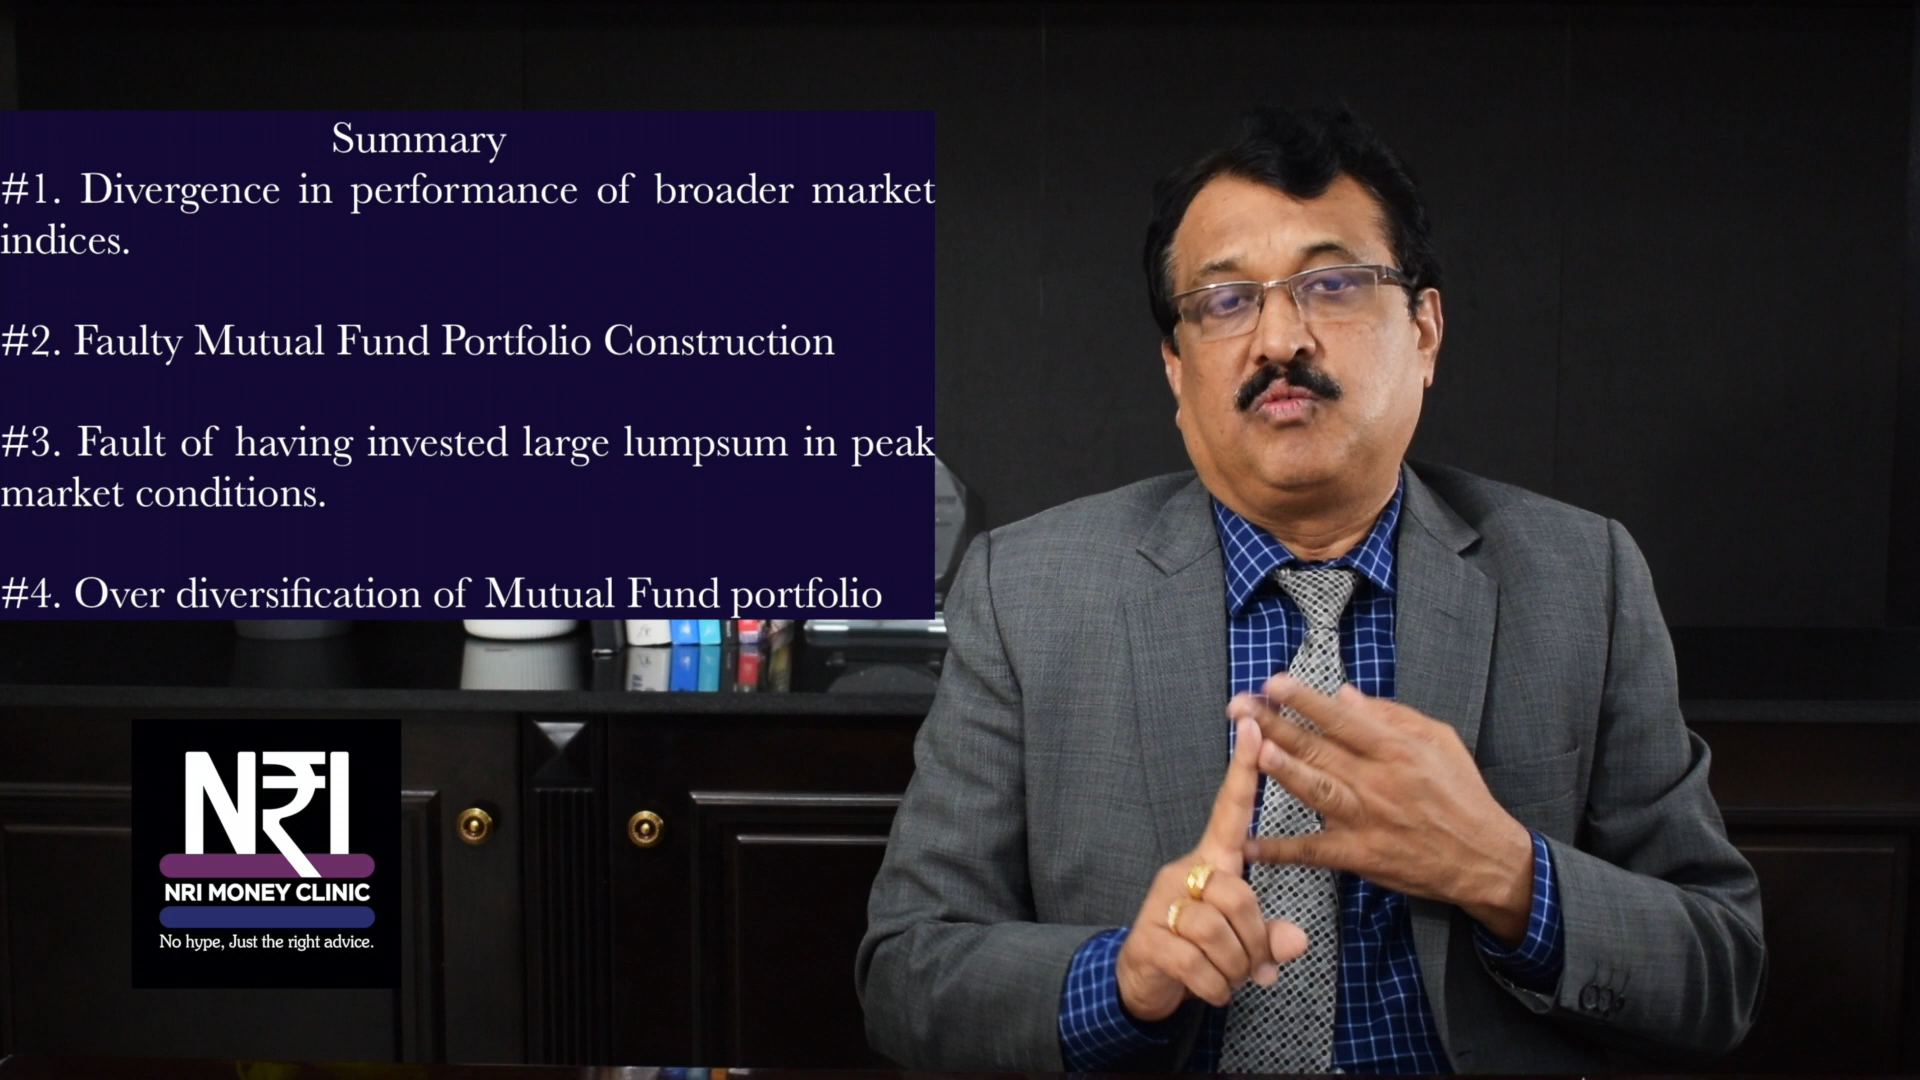 Summary
#1. Divergence in performance of broader market
indices.
#2. Faulty Mutual Fund Portfolio Construction
#3. Fault of having invested large lumpsum in peak
market conditions.
#4. Over diversification of Mutual Fund portfolio
NRI
NRI MONEY CLINIC
No hype, Just the right advice.